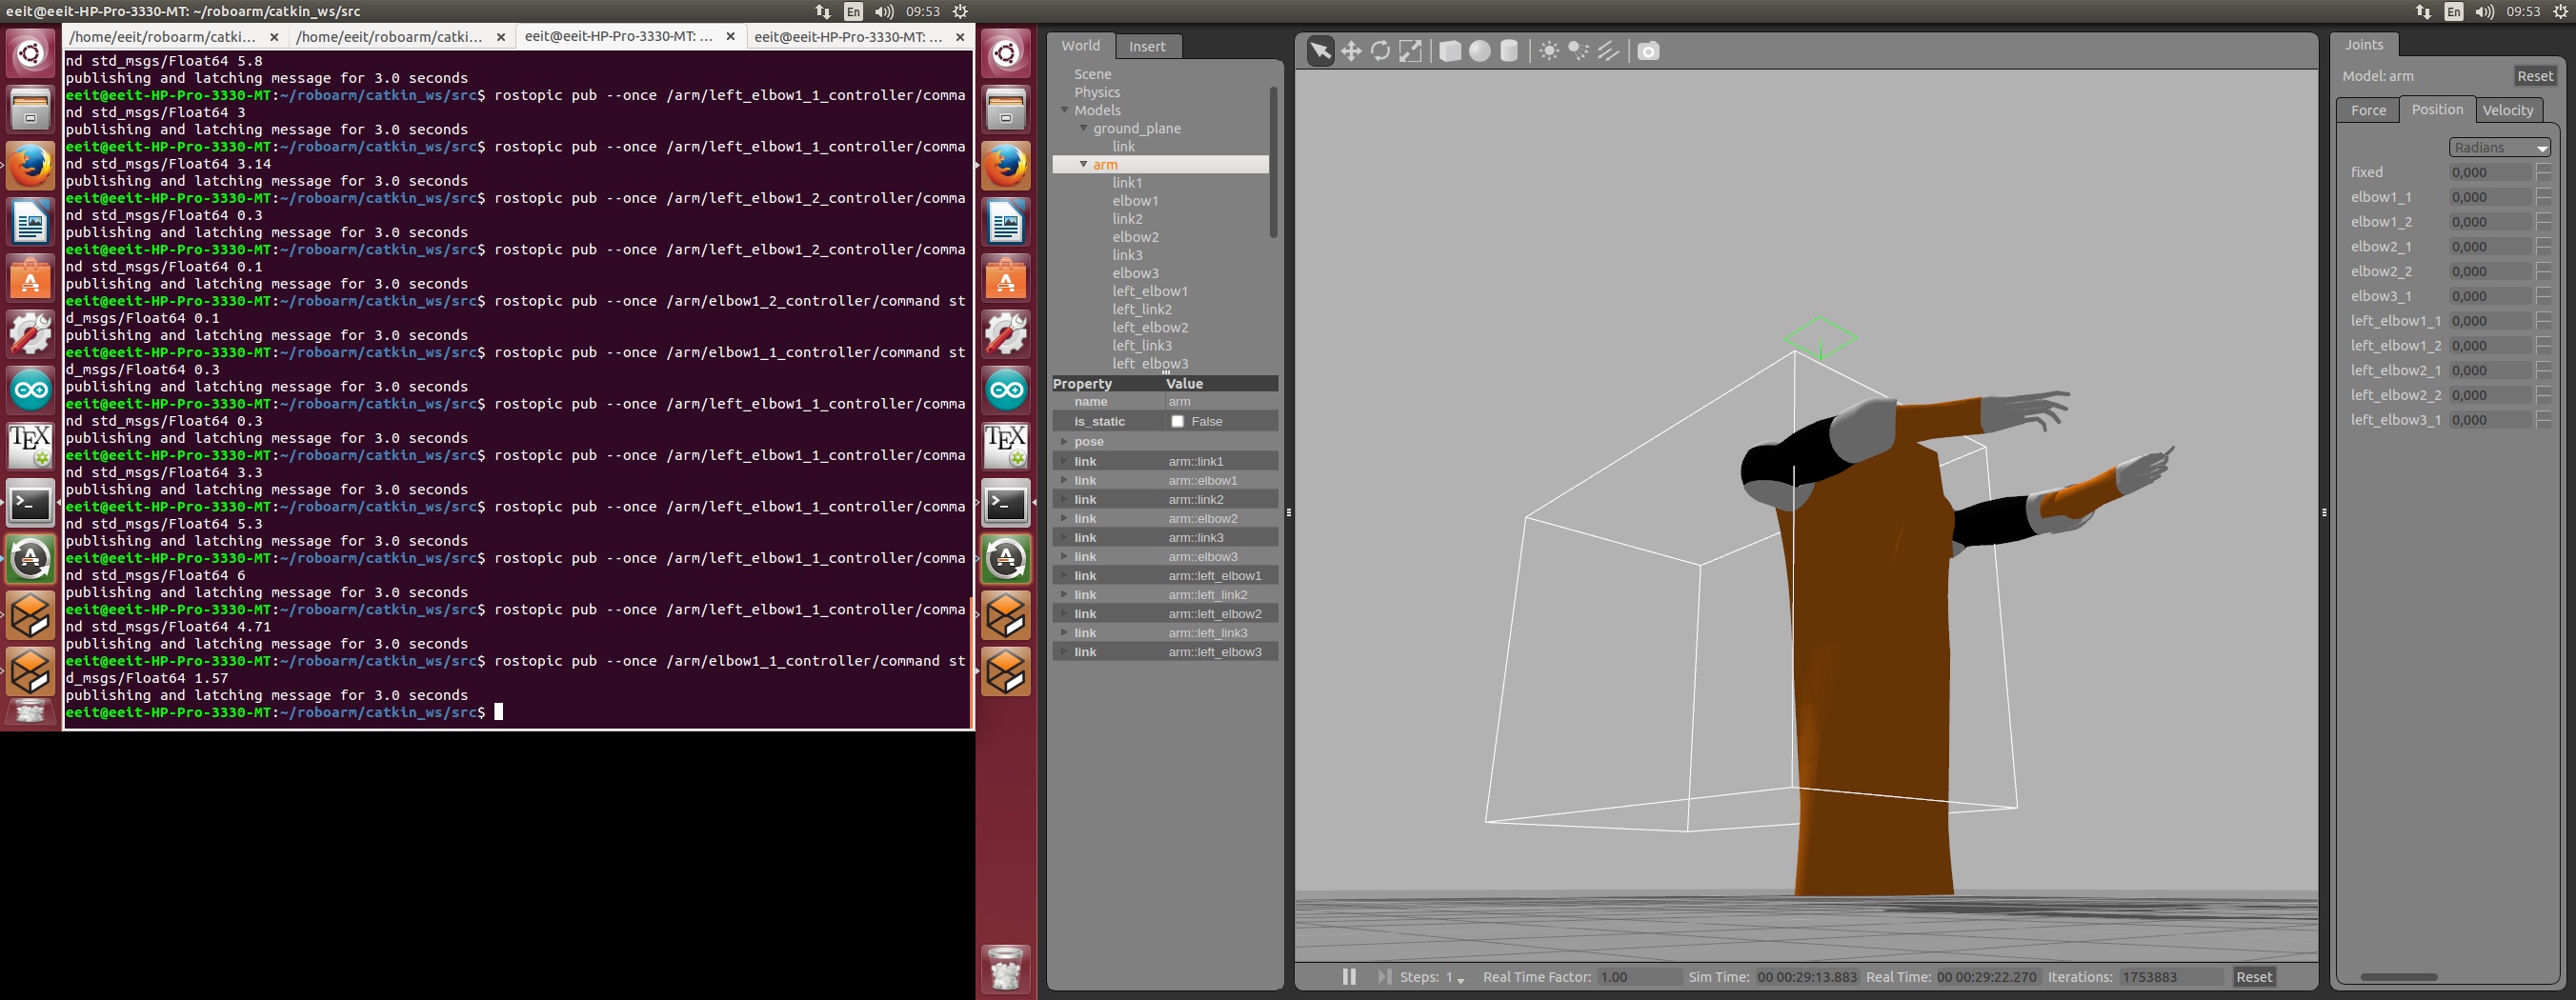 eeit@eeit-HP-Pro-3330-MT: ~/roboarm/catkin_ws/src
En
09:53
En
09:53
/home/eeit/roboarm/catki...
/home/eeit/roboarm/catki...
eeit@eeit-HP-Pro-3330-MT: ...
eeit@eeit-HP-Pro-3330-MT: ...
nd std_msgs/Float64 5.8
publishing and latching message for 3.0 seconds
eeit@eeit-HP-Pro-3330-MT:~/roboarm/catkin_ws/src$ rostopic pub --once /arm/left_elbow1_1_controller/comma
nd std_msgs/Float64 3
publishing and latching message for 3.0 seconds
eeit@eeit-HP-Pro-3330-MT:~/roboarm/catkin_ws/src$ rostopic pub --once /arm/left_elbow1_1_controller/comma
nd std_msgs/Float64 3.14
publishing and latching message for 3.0 seconds
eeit@eeit-HP-Pro-3330-MT:~/roboarm/catkin_ws/src$ rostopic pub --once /arm/left_elbow1_2_controller/comma
nd std_msgs/Float64 0.3
publishing and latching message for 3.0 seconds
eeit@eeit-HP-Pro-3330-MT:~/roboarm/catkin_ws/src$ rostopic pub --once /arm/left_elbow1_2_controller/comma
nd std_msgs/Float64 0.1
publishing and latching message for 3.0 seconds
eeit@eeit-HP-Pro-3330-MT:~/roboarm/catkin_ws/src$ rostopic pub --once /arm/elbow1_2_controller/command st
d_msgs/Float64 0.1
publishing and latching message for 3.0 seconds
eeit@eeit-HP-Pro-3330-MT:~/roboarm/catkin_ws/src$ rostopic pub --once /arm/elbow1_1_controller/command st
d_msgs/Float64 0.3
publishing and latching message for 3.0 seconds
eeit@eeit-HP-Pro-3330-MT:~/roboarm/catkin_ws/src$ rostopic pub --once /arm/left_elbow1_1_controller/comma
nd std_msgs/Float64 0.3
publishing and latching message for 3.0 seconds
eeit@eeit-HP-Pro-3330-MT:~/roboarm/catkin_ws/src$ rostopic pub --once /arm/left_elbow1_1_controller/comma
nd std_msgs/Float64 3.3
publishing and latching message for 3.0 seconds
eeit@eeit-HP-Pro-3330-MT:~/roboarm/catkin_ws/src$ rostopic pub --once /arm/left_elbow1_1_controller/comma
nd std_msgs/Float64 5.3
publishing and latching message for 3.0 seconds
eeit@eeit-HP-Pro-3330-MT:~/roboarm/catkin_ws/src$ rostopic pub --once /arm/left_elbow1_1_controller/comma
nd std_msgs/Float64 6
publishing and latching message for 3.0 seconds
eeit@eeit-HP-Pro-3330-MT:~/roboarm/catkin_ws/src$ rostopic pub --once /arm/left_elbow1_1_controller/comma
nd std_msgs/Float64 4.71
publishing and latching message for 3.0 seconds
eeit@eeit-HP-Pro-3330-MT:~/roboarm/catkin_ws/src$ rostopic pub --once /arm/elbow1_1_controller/command st
d_msgs/Float64 1.57
publishing and latching message for 3.0 seconds
eeit@eeit-HP-Pro-3330-MT:~/roboarm/catkin_ws/src$
TEX
TEX
World
Insert
Scene
Physics
Models
ground_plane
link
arm
link1
elbow1
link2
elbow2
link3
elbow3
left_elbow1
left_link2
left_elbow2
left_link3
left_elbow3
Property Value
name arm
is_static False
pose
link arm::link1
link arm::elbow1
link arm::link2
link arm::elbow2
link arm::link3
link arm::elbow3
link arm::left_elbow1
link arm::left_link2
link arm::left_elbow2
link arm::left_link3
link arm::left_elbow3
Steps: 1 Real Time Factor: 1.00 Sim Time: 00 00:29:13.883 Real Time: 00 00:29:22.270 Iterations: 1753883 Reset
Joints
Model: arm Reset
Force Position Velocity
Radians
fixed 0,000
elbow1_1 0,000
elbow1_2 0,000
elbow2_1 0,000
elbow2_2 0,000
elbow3_1 0,000
left_elbow1_1 0,000
left_elbow1_2 0,000
left_elbow2_1 0,000
left_elbow2_2 0,000
left_elbow3_1 0,000